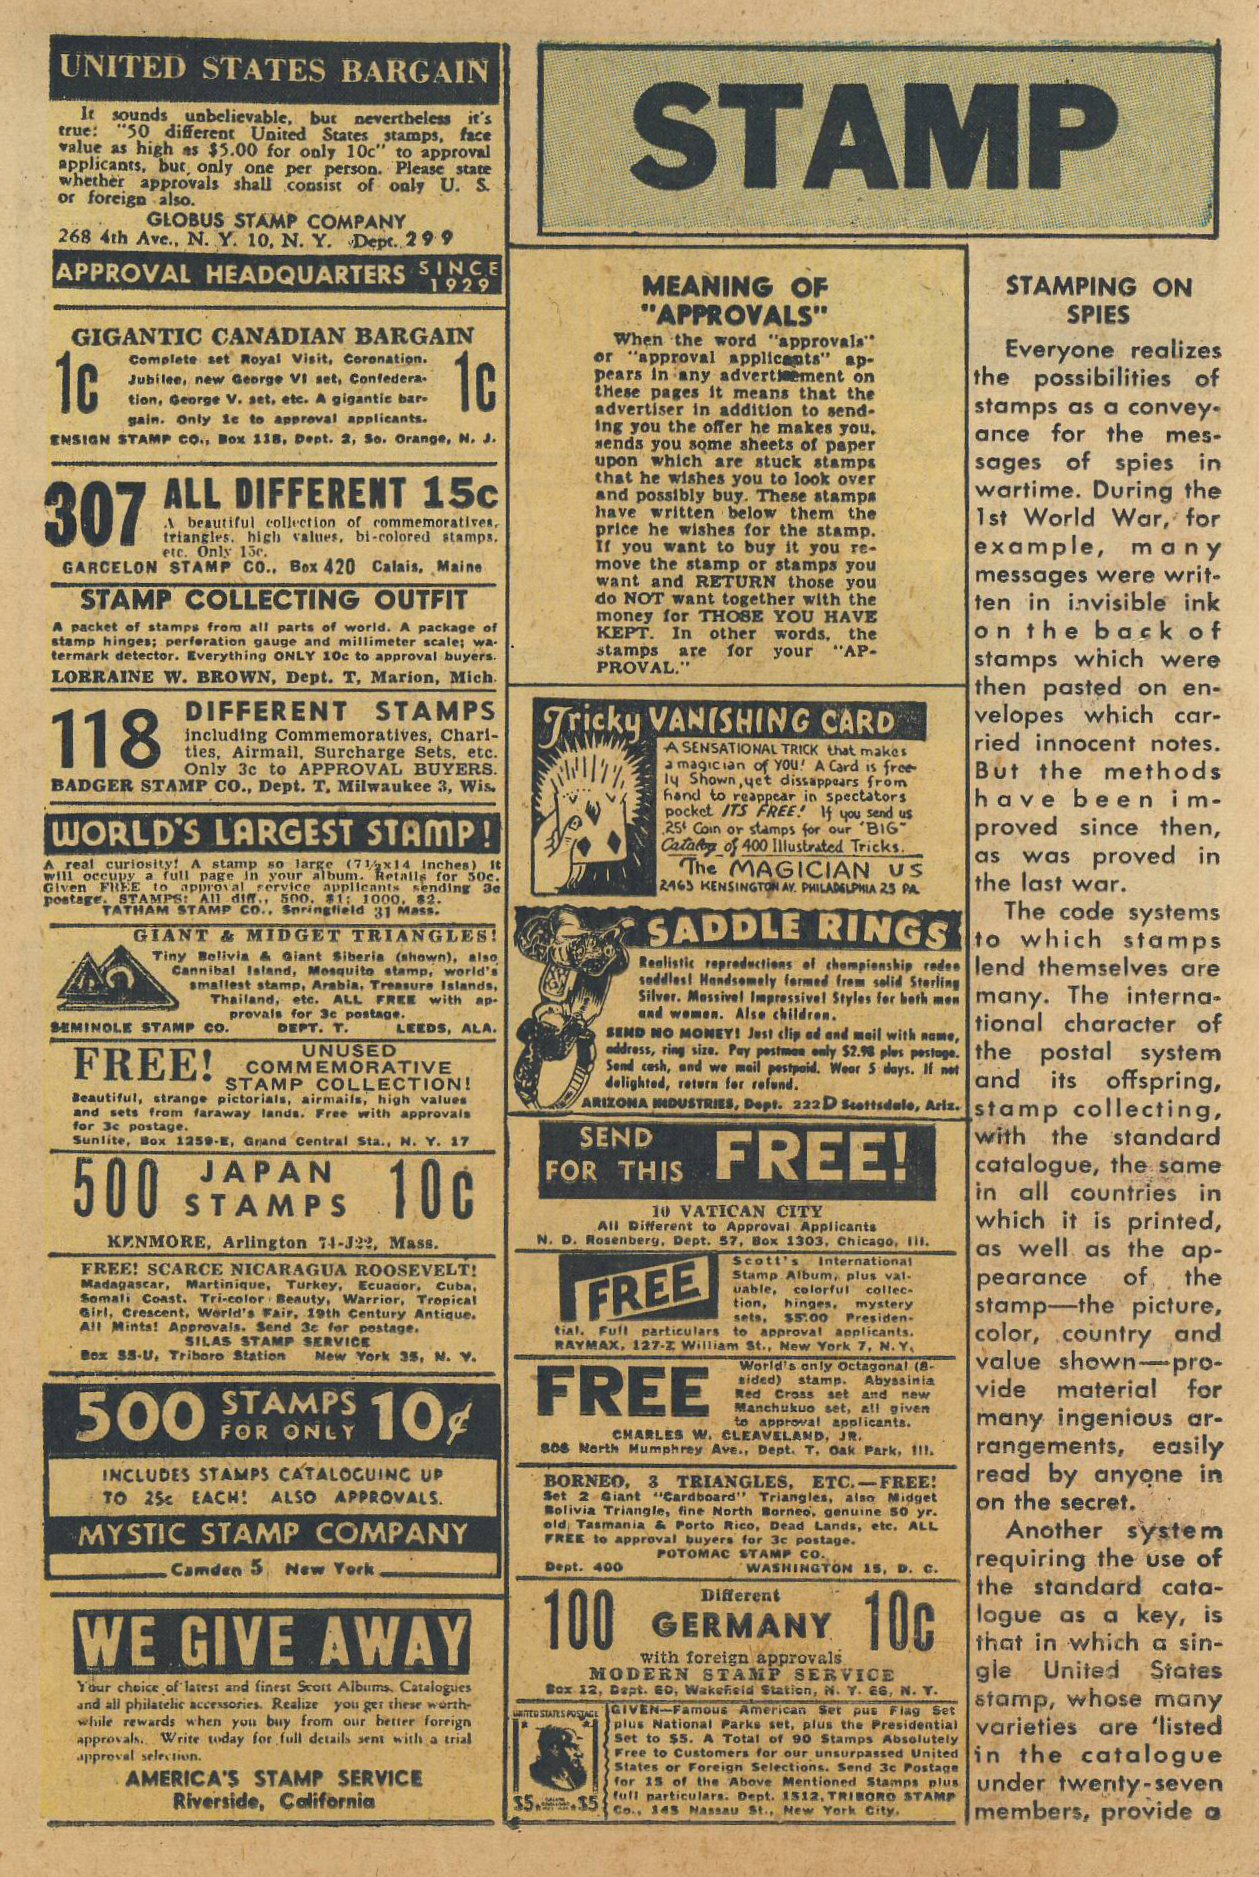 UNITED STATES BARGAIN
It sounds unbelievable, but nevertheless it's
true: "50 different United States stamps, face
value as high as $5.00 for only 10c" to approval
applicants, but only one per person. Please state
whether approvals shall consist of only U. S.
or foreign also.
GLOBUS STAMP COMPANY
268 4th Ave., N. Y. 10, N. Y. Dept. 299
APPROVAL HEADQUARTERS SINCE 1929
GIGANTIC CANADIAN BARGAIN
1c 1c
Complete set Royal Visit, Coronation.
Jubilee, new George VI set, Confedera-
tion, George V. set, etc. A gigantic bar-
gain. Only 1c to approval applicants.
ENSIGN STAMP CO., Box 118, Dept. 2, So. Orange, N. J.
307 ALL DIFFERENT 15c
A beautiful collection of commemoratives,
triangles, high values, bi-colored stamps,
etc. Only 15c.
GARCELON STAMP CO., Box 420 Calais, Maine
STAMP COLLECTING OUTFIT
A packet of stamps from all parts of world. A package of
stamp hinges; perforation gauge and millimeter scale; wa-
termark detector. Everything ONLY 10c to approval buyers.
LORRAINE W. BROWN, Dept. T, Marion, Mich.
118 DIFFERENT STAMPS
including Commemoratives, Chari-
ties, Airmail, Surcharge Sets, etc.
Only 3c to APPROVAL BUYERS.
BADGER STAMP CO., Dept. T, Milwaukee 3, Wis.
WORLD'S LARGEST STAMP!
A real curiosity! A stamp so large (7½x14 inches) it
will occupy a full page in your album. Retails for 50c.
Given FREE to approval service applicants sending 3c
postage. STAMPS: All diff., 500, $1; 1000, $2.
TATHAM STAMP CO., Springfield 31 Mass.
GIANT & MIDGET TRIANGLES!
Tiny Bolivia & Giant Siberia (shown), also
Cannibal Island, Mosquito stamp, world's
smallest stamp, Arabia, Treasure Islands,
Thailand, etc. ALL FREE with ap-
provals for 3c postage.
SEMINOLE STAMP CO. DEPT. T. LEEDS, ALA.
FREE! UNUSED
COMMEMORATIVE
STAMP COLLECTION!
Beautiful, strange pictorials, airmails, high values
and sets from faraway lands. Free with approvals
for 3c postage.
Sunlite, Box 1259-E, Grand Central Sta., N. Y. 17
500 JAPAN STAMPS 10c
KENMORE, Arlington 74-J22, Mass.
FREE! SCARCE NICARAGUA ROOSEVELT!
Madagascar, Martinique, Turkey, Ecuador, Cuba,
Somali Coast. Tri-color Beauty, Warrior, Tropical
Girl, Crescent, World's Fair, 19th Century Antique.
All Mints! Approvals. Send 3c for postage.
SILAS STAMP SERVICE
Box SS-U, Triboro Station New York 35, N. Y.
500 STAMPS FOR ONLY 10¢
INCLUDES STAMPS CATALOGUING UP
TO 25c EACH! ALSO APPROVALS.
MYSTIC STAMP COMPANY
Camden 5 New York
WE GIVE AWAY
Your choice of latest and finest Scott Albums, Catalogues
and all philatelic accessories. Realize you get these worth-
while rewards when you buy from our better foreign
approvals. Write today for full details sent with a trial
approval selection.
AMERICA'S STAMP SERVICE
Riverside, California
STAMP
MEANING OF
"APPROVALS"
When the word "approvals"
or "approval applicants" ap-
pears in any advertisement on
these pages it means that the
advertiser in addition to send-
ing you the offer he makes you,
sends you some sheets of paper
upon which are stuck stamps
that he wishes you to look over
and possibly buy. These stamps
have written below them the
price he wishes for the stamp.
If you want to buy it you re-
move the stamp or stamps you
want and RETURN those you
do NOT want together with the
money for THOSE YOU HAVE
KEPT. In other words, the
stamps are for your "AP-
PROVAL."
Tricky VANISHING CARD
A SENSATIONAL TRICK that makes
a magician of YOU! A Card is free-
ly Shown, yet dissappears from
hand to reappear in spectators
pocket ITS FREE! If you send us
25¢ Coin or stamps for our "BIG"
Catalog of 400 Illustrated Tricks.
The MAGICIAN US
2463 KENSINGTON AV. PHILADELPHIA 25 PA.
SADDLE RINGS
Realistic reproductions of championship rodeo
saddles! Handsomely formed from solid Sterling
Silver. Massive! Impressive! Styles for both men
and women. Also children.
SEND NO MONEY! Just clip ad and mail with name,
address, ring size. Pay postman only $2.98 plus postage.
Send cash, and we mail postpaid. Wear 5 days. If not
delighted, return for refund.
ARIZONA INDUSTRIES, Dept. 222D Scottsdale, Ariz.
SEND FOR THIS FREE!
10 VATICAN CITY
All Different to Approval Applicants
N. D. Rosenberg, Dept. 57, Box 1303, Chicago, Ill.
FREE
Scott's International
Stamp Album, plus val-
uable, colorful collec-
tion, hinges, mystery
sets, $5.00 Presiden-
tial. Full particulars to approval applicants.
RAYMAX, 127-Z William St., New York 7, N.Y.
FREE
World's only Octagonal (8-
sided) stamp. Abyssinia
Red Cross set and new
Manchukuo set, all given
to approval applicants.
CHARLES W. CLEAVELAND, JR.
806 North Humphrey Ave., Dept. T, Oak Park, Ill.
BORNEO, 3 TRIANGLES, ETC.—FREE!
Set 2 Giant "Cardboard" Triangles, also Midget
Bolivia Triangle, fine North Borneo, genuine 50 yr.
old Tasmania & Porto Rico, Dead Lands, etc. ALL
FREE to approval buyers for 3c postage.
POTOMAC STAMP CO.
Dept. 400 WASHINGTON 15, D. C.
100 Different GERMANY 10c
with foreign approvals
MODERN STAMP SERVICE
Box 12, Dept. 60, Wakefield Station, N. Y. 66, N. Y.
UNITED STATES POSTAGE
$5 $5
GIVEN—Famous American Set pus Flag Set
plus National Parks set, plus the Presidential
Set to $5. A Total of 90 Stamps Absolutely
Free to Customers for our unsurpassed United
States or Foreign Selections. Send 3c Postage
for 15 of the Above Mentioned Stamps plus
full particulars. Dept. 1512, TRIBORO STAMP
Co., 145 Nassau St., New York City.
STAMPING ON
SPIES
Everyone realizes
the possibilities of
stamps as a convey-
ance for the mes-
sages of spies in
wartime. During the
1st World War, for
example, many
messages were writ-
ten in invisible ink
on the back of
stamps which were
then pasted on en-
velopes which car-
ried innocent notes.
But the methods
have been im-
proved since then,
as was proved in
the last war.
The code systems
to which stamps
lend themselves are
many. The interna-
tional character of
the postal system
and its offspring,
stamp collecting,
with the standard
catalogue, the same
in all countries in
which it is printed,
as well as the ap-
pearance of the
stamp—the picture,
color, country and
value shown—pro-
vide material for
many ingenious ar-
rangements, easily
read by anyone in
on the secret.
Another system
requiring the use of
the standard cata-
logue as a key, is
that in which a sin-
gle United States
stamp, whose many
varieties are 'listed
in the catalogue
under twenty-seven
members, provide a